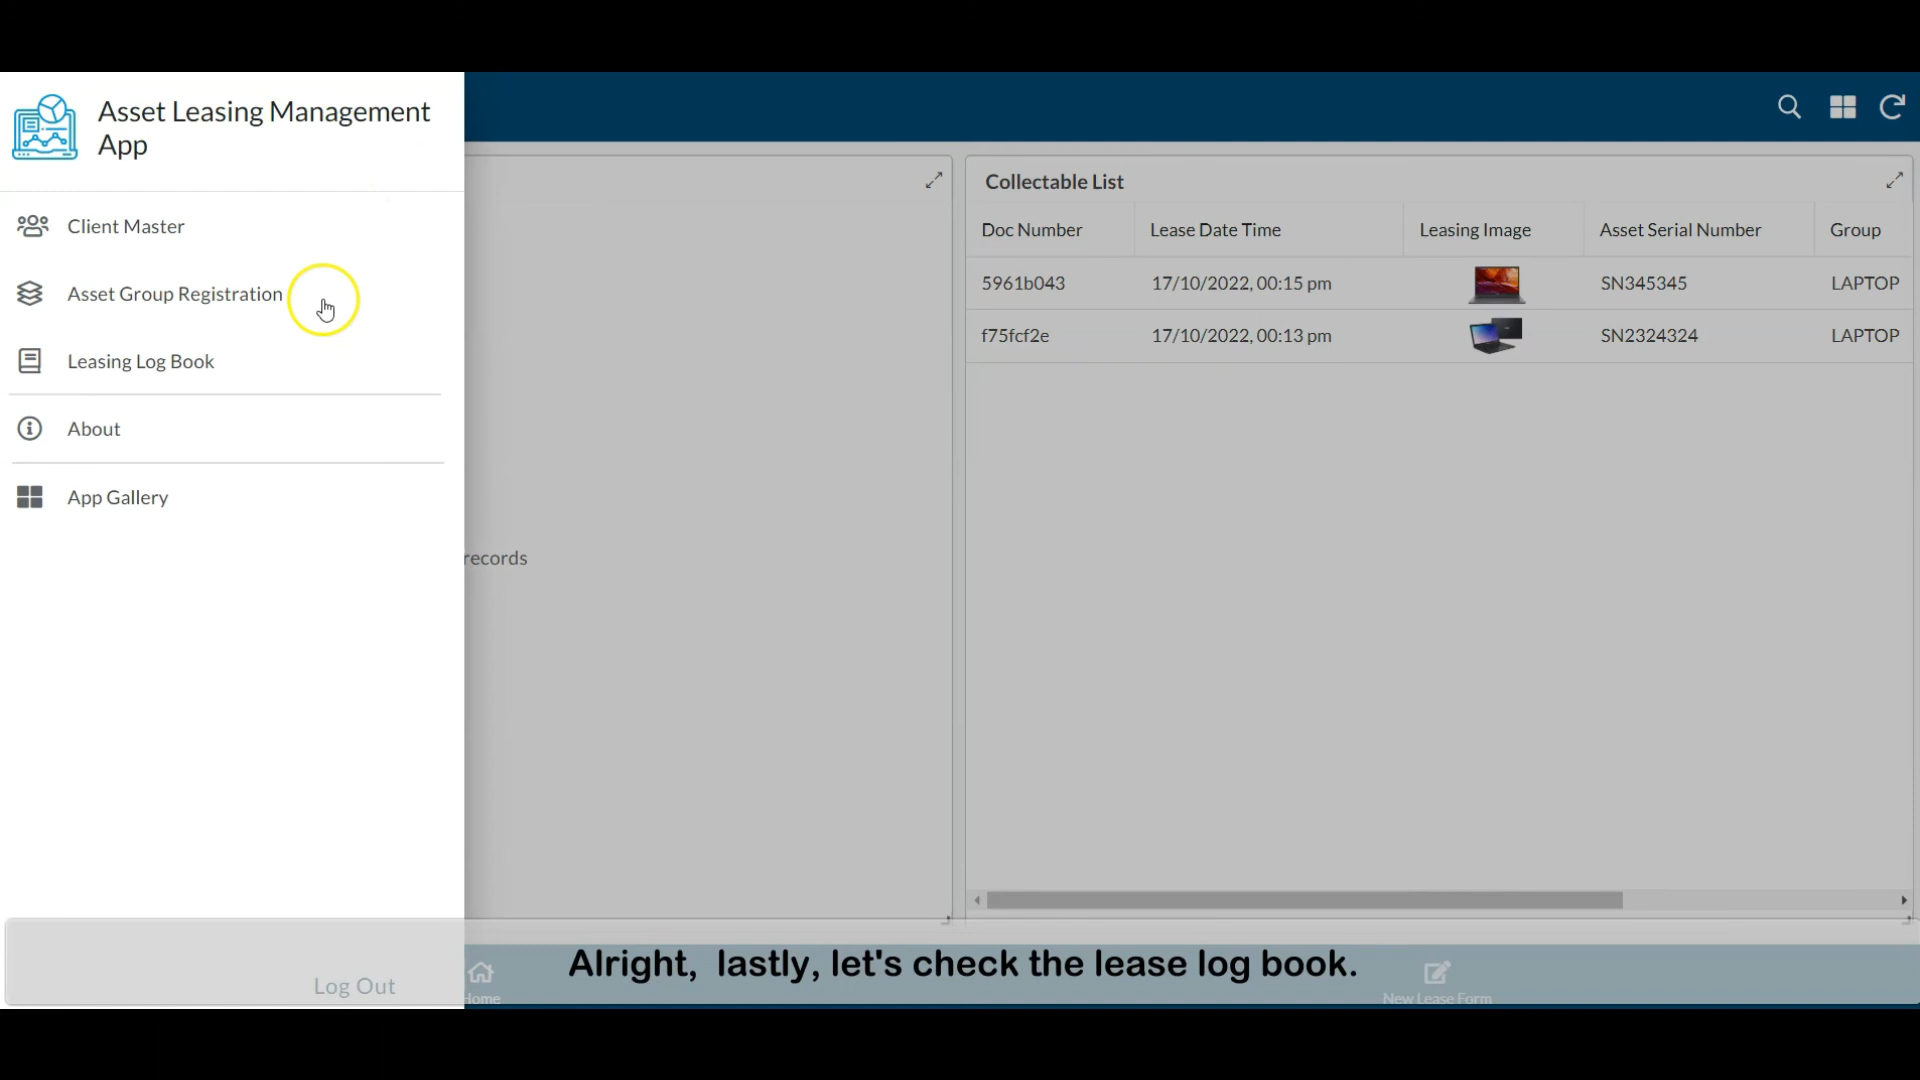 Asset Leasing Management
App
Client Master
Asset Group Registration
Leasing Log Book
About
App Gallery
Log Out
records
Collectable List
Doc Number Lease Date Time Leasing Image Asset Serial Number Group
5961b043 17/10/2022, 00:15 pm SN345345 LAPTOP
f75fcf2e 17/10/2022, 00:13 pm SN2324324 LAPTOP
Alright, lastly, let's check the lease log book.
Home
New Lease Form